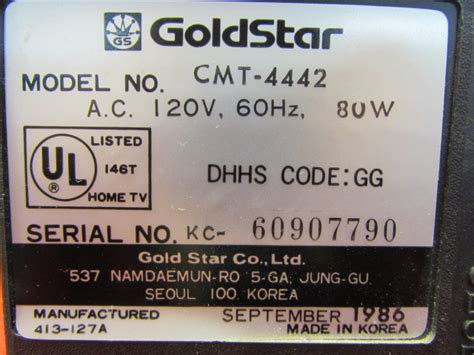 GS GoldStar
MODEL NO. CMT-4442
A.C. 120V, 60Hz, 80W
UL ® LISTED
146T
HOME TV
DHHS CODE:GG
SERIAL NO. KC- 60907790
Gold Star Co., Ltd.
537 NAMDAEMUN-RO 5-GA, JUNG-GU
SEOUL 100, KOREA
MANUFACTURED SEPTEMBER 1986
413-127A MADE IN KOREA